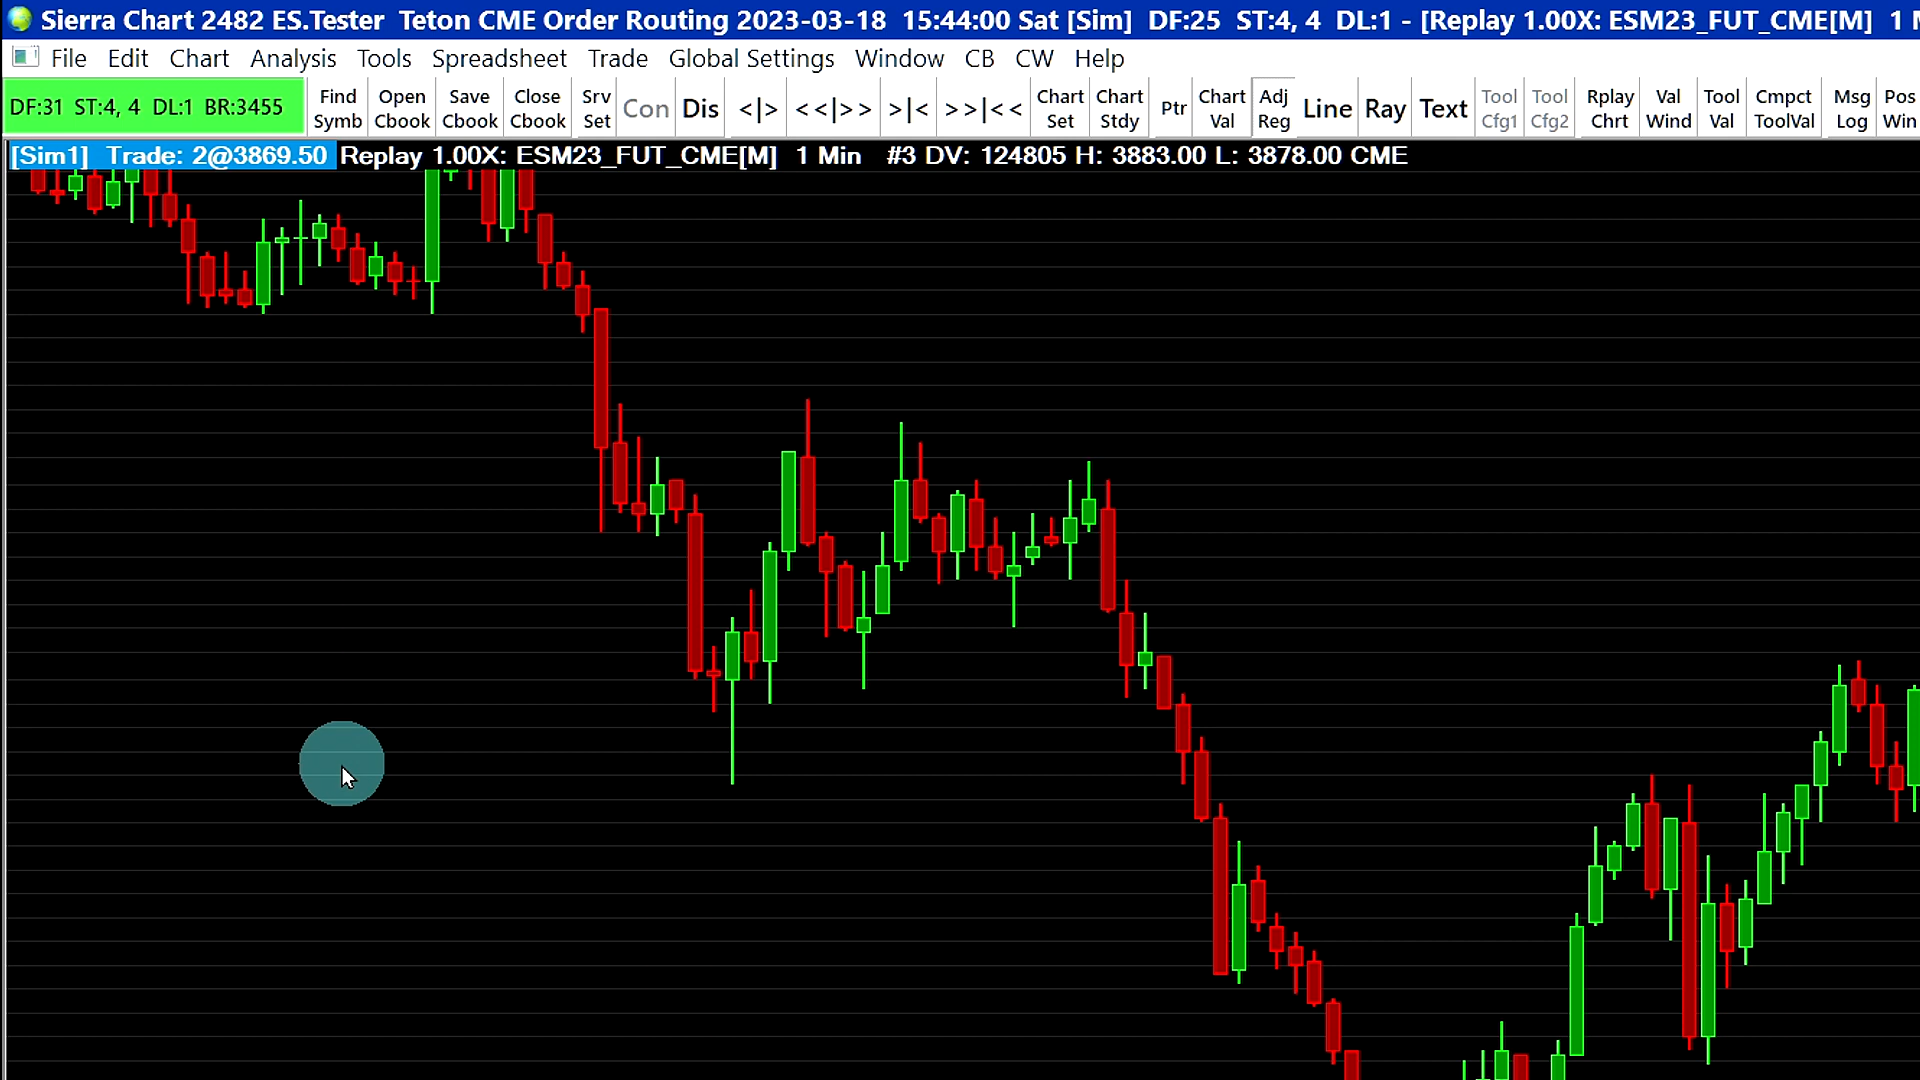 Sierra Chart 2482 ES.Tester  Teton CME Order Routing 2023-03-18  15:44:00 Sat [Sim]  DF:25  ST:4, 4  DL:1 - [Replay 1.00X: ESM23_FUT_CME[M]  1
File Edit Chart Analysis Tools Spreadsheet Trade Global Settings Window CB CW Help
DF:31  ST:4, 4  DL:1  BR:3455
Find Symb
Open Cbook
Save Cbook
Close Cbook
Srv Set
Con
Dis
<|>
<<|>>
>|<
>>|<<
Chart Set
Chart Stdy
Ptr
Chart Val
Adj Reg
Line
Ray
Text
Tool Cfg1
Tool Cfg2
Rplay Chrt
Val Wind
Tool Val
Cmpct ToolVal
Msg Log
Pos Win
[Sim1]  Trade: 2@3869.50 Replay 1.00X: ESM23_FUT_CME[M]  1 Min  #3 DV: 124805 H: 3883.00 L: 3878.00 CME